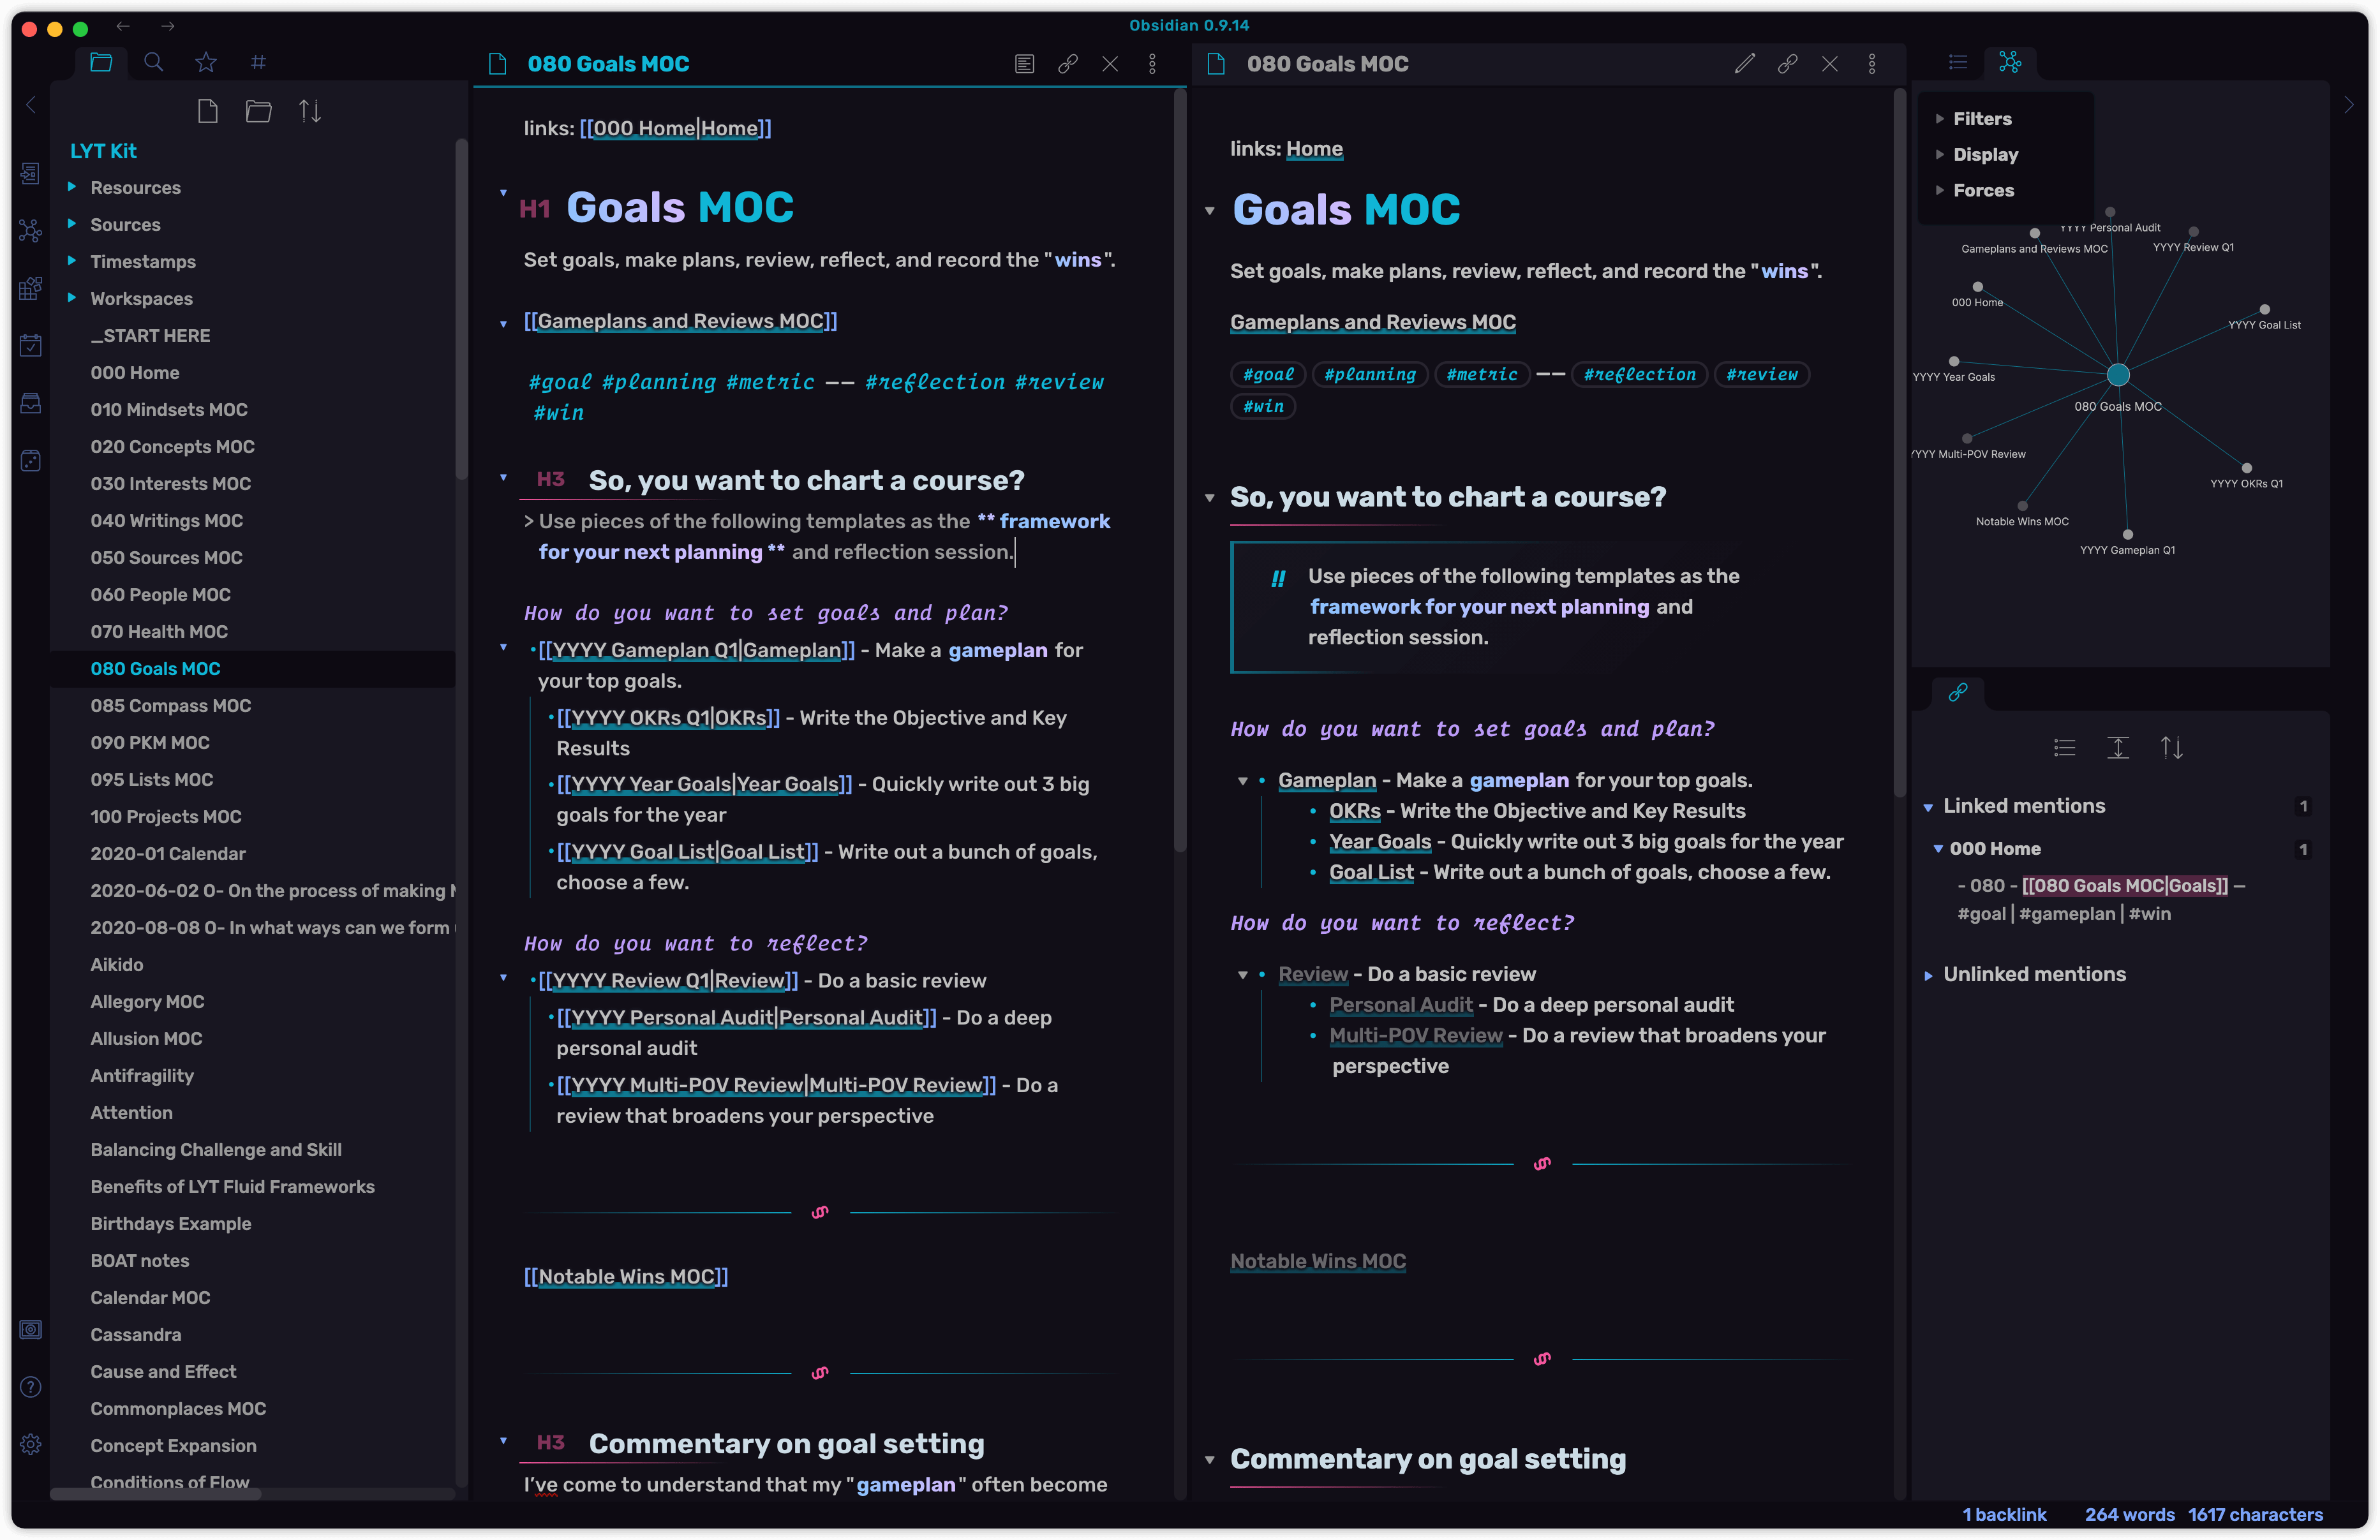 Obsidian 0.9.14
LYT Kit
Resources
Sources
Timestamps
Workspaces
_START HERE
000 Home
010 Mindsets MOC
020 Concepts MOC
030 Interests MOC
040 Writings MOC
050 Sources MOC
060 People MOC
070 Health MOC
080 Goals MOC
085 Compass MOC
090 PKM MOC
095 Lists MOC
100 Projects MOC
2020-01 Calendar
2020-06-02 O- On the process of making
2020-08-08 O- In what ways can we form
Aikido
Allegory MOC
Allusion MOC
Antifragility
Attention
Balancing Challenge and Skill
Benefits of LYT Fluid Frameworks
Birthdays Example
BOAT notes
Calendar MOC
Cassandra
Cause and Effect
Commonplaces MOC
Concept Expansion
Conditions of Flow
080 Goals MOC
links: [[000 Home|Home]]
H1 Goals MOC
Set goals, make plans, review, reflect, and record the "wins".
[[Gameplans and Reviews MOC]]
#goal #planning #metric –– #reflection #review
#win
H3 So, you want to chart a course?
> Use pieces of the following templates as the **framework
for your next planning** and reflection session.
How do you want to set goals and plan?
•[[YYYY Gameplan Q1|Gameplan]] - Make a gameplan for
your top goals.
•[[YYYY OKRs Q1|OKRs]] - Write the Objective and Key
Results
•[[YYYY Year Goals|Year Goals]] - Quickly write out 3 big
goals for the year
•[[YYYY Goal List|Goal List]] - Write out a bunch of goals,
choose a few.
How do you want to reflect?
•[[YYYY Review Q1|Review]] - Do a basic review
•[[YYYY Personal Audit|Personal Audit]] - Do a deep
personal audit
•[[YYYY Multi-POV Review|Multi-POV Review]] - Do a
review that broadens your perspective
§
[[Notable Wins MOC]]
§
H3 Commentary on goal setting
I've come to understand that my "gameplan" often become
080 Goals MOC
links: Home
Goals MOC
Set goals, make plans, review, reflect, and record the "wins".
Gameplans and Reviews MOC
#goal #planning #metric –– #reflection #review
#win
So, you want to chart a course?
!! Use pieces of the following templates as the
framework for your next planning and
reflection session.
How do you want to set goals and plan?
• Gameplan - Make a gameplan for your top goals.
• OKRs - Write the Objective and Key Results
• Year Goals - Quickly write out 3 big goals for the year
• Goal List - Write out a bunch of goals, choose a few.
How do you want to reflect?
• Review - Do a basic review
• Personal Audit - Do a deep personal audit
• Multi-POV Review - Do a review that broadens your
perspective
§
Notable Wins MOC
§
Commentary on goal setting
Filters
Display
Forces
YYYY Personal Audit
Gameplans and Reviews MOC
YYYY Review Q1
000 Home
YYYY Goal List
YYYY Year Goals
080 Goals MOC
YYYY Multi-POV Review
YYYY OKRs Q1
Notable Wins MOC
YYYY Gameplan Q1
Linked mentions 1
000 Home 1
- 080 - [[080 Goals MOC|Goals]] —
#goal | #gameplan | #win
Unlinked mentions
1 backlink 264 words 1617 characters